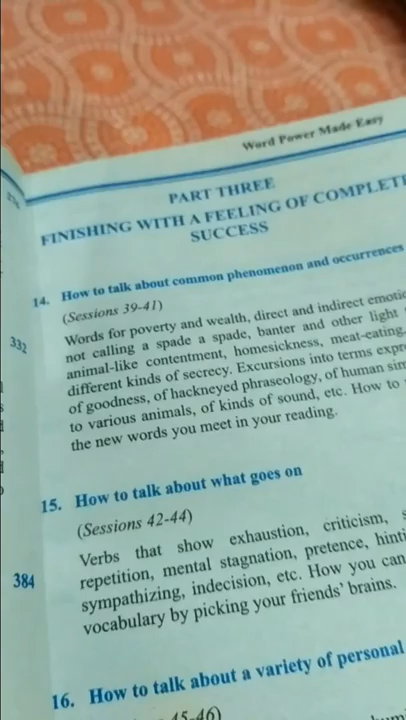 Word Power Made Easy
PART THREE
FINISHING WITH A FEELING OF COMPLETE
SUCCESS
14. How to talk about common phenomenon and occurrences
(Sessions 39-41)
332
Words for poverty and wealth, direct and indirect
not calling a spade a spade, banter and other light
animal-like contentment, homesickness, meat-eating,
different kinds of secrecy. Excursions into terms
of goodness, of hackneyed phraseology, of human
to various animals, of kinds of sound, etc. How to
the new words you meet in your reading.
15. How to talk about what goes on
(Sessions 42-44)
Verbs that show exhaustion, criticism,
384
repetition, mental stagnation, pretence,
sympathizing, indecision, etc. How you can
vocabulary by picking your friends' brains.
16. How to talk about a variety of personal
45-46)